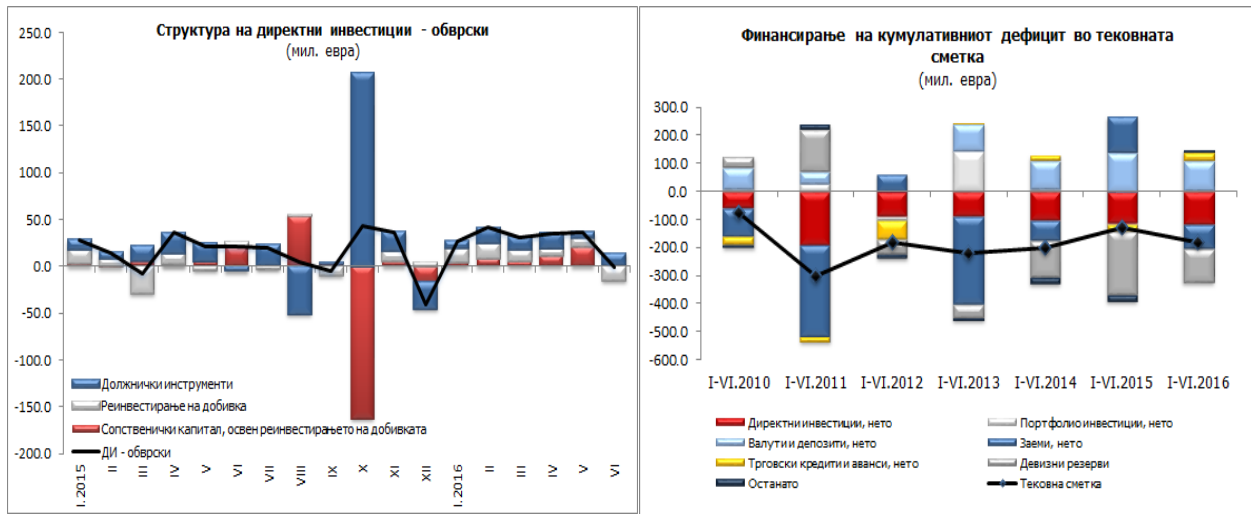 Структура на директни инвестиции - обврски
(мил. евра)
250.0
200.0
150.0
100.0
50.0
0.0
-50.0
-100.0
-150.0
-200.0
Должнички инструменти
Реинвестирање на добивка
Сопственички капитал, освен реинвестирањето на добивката
ДИ - обврски
I.2015
II
III
IV
V
VI
VII
VIII
IX
X
XI
XII
I.2016
II
III
IV
V
VI
Финансирање на кумулативниот дефицит во тековната
сметка
(мил. евра)
300.0
200.0
100.0
0.0
-100.0
-200.0
-300.0
-400.0
-500.0
-600.0
I-VI.2010 I-VI.2011 I-VI.2012 I-VI.2013 I-VI.2014 I-VI.2015 I-VI.2016
Директни инвестиции, нето
Портфолио инвестиции, нето
Валути и депозити, нето
Заеми, нето
Трговски кредити и аванси, нето
Девизни резерви
Останато
Тековна сметка